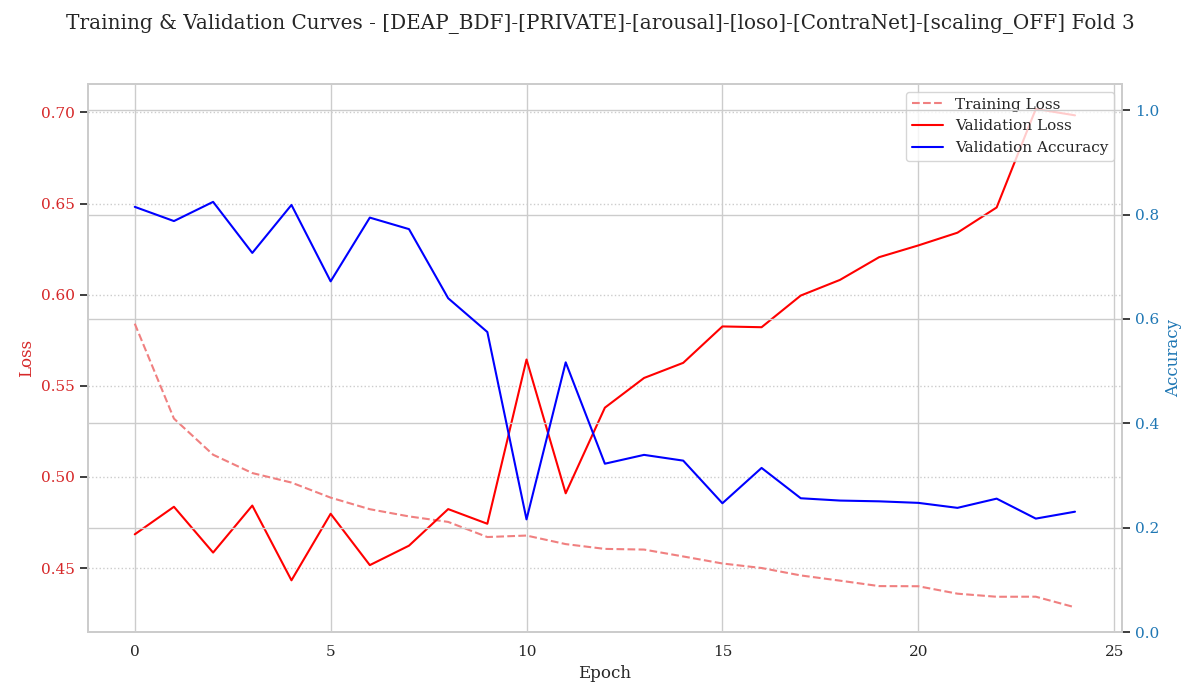 Training & Validation Curves - [DEAP_BDF]-[PRIVATE]-[arousal]-[loso]-[ContraNet]-[scaling_OFF] Fold 3
Training Loss
Validation Loss
Validation Accuracy
Loss
0.70
0.65
0.60
0.55
0.50
0.45
1.0
0.8
0.6
0.4
0.2
0.0
Accuracy
0
5
10
15
20
25
Epoch